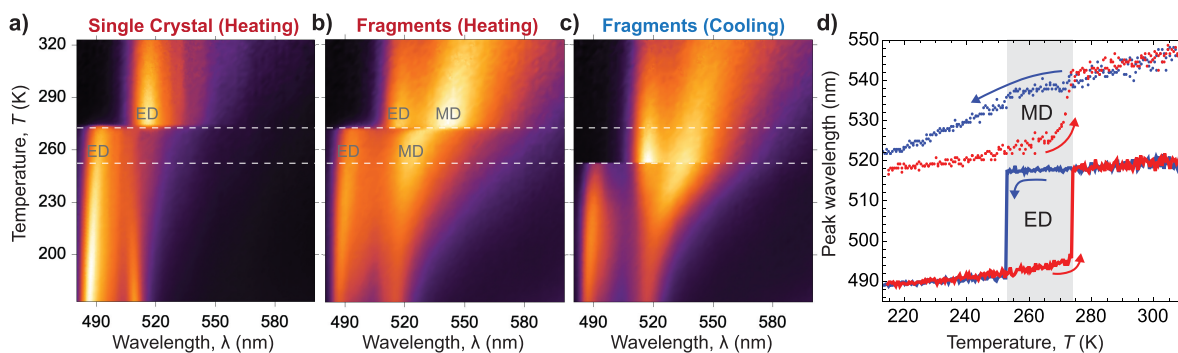 a) Single Crystal (Heating)
b) Fragments (Heating)
c) Fragments (Cooling)
d)
Temperature, T (K)
320
290
260
230
200
ED
ED
490 520 550 580
Wavelength, λ (nm)
ED MD
ED MD
490 520 550 580
Wavelength, λ (nm)
490 520 550 580
Wavelength, λ (nm)
Peak wavelength (nm)
550
540
530
520
510
500
490
MD
ED
220 240 260 280 300
Temperature, T (K)